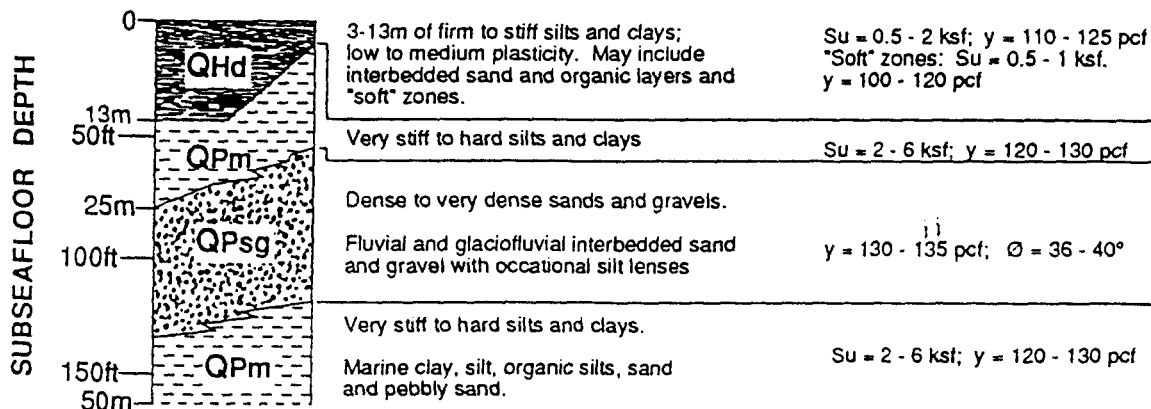 SUBSEAFLOOR DEPTH
0
13m
50ft
25m
100ft
150ft
50m
QHd
QPm
QPsg
QPm
3-13m of firm to stiff silts and clays;
low to medium plasticity. May include
interbedded sand and organic layers and
"soft" zones.
Su = 0.5 - 2 ksf; y = 110 - 125 pcf
"Soft" zones: Su = 0.5 - 1 ksf.
y = 100 - 120 pcf
Very stiff to hard silts and clays
Su = 2 - 6 ksf; y = 120 - 130 pcf
Dense to very dense sands and gravels.
Fluvial and glaciofluvial interbedded sand
and gravel with occational silt lenses
y = 130 - 135 pcf; Ø = 36 - 40°
Very stiff to hard silts and clays.
Marine clay, silt, organic silts, sand
and pebbly sand.
Su = 2 - 6 ksf; y = 120 - 130 pcf